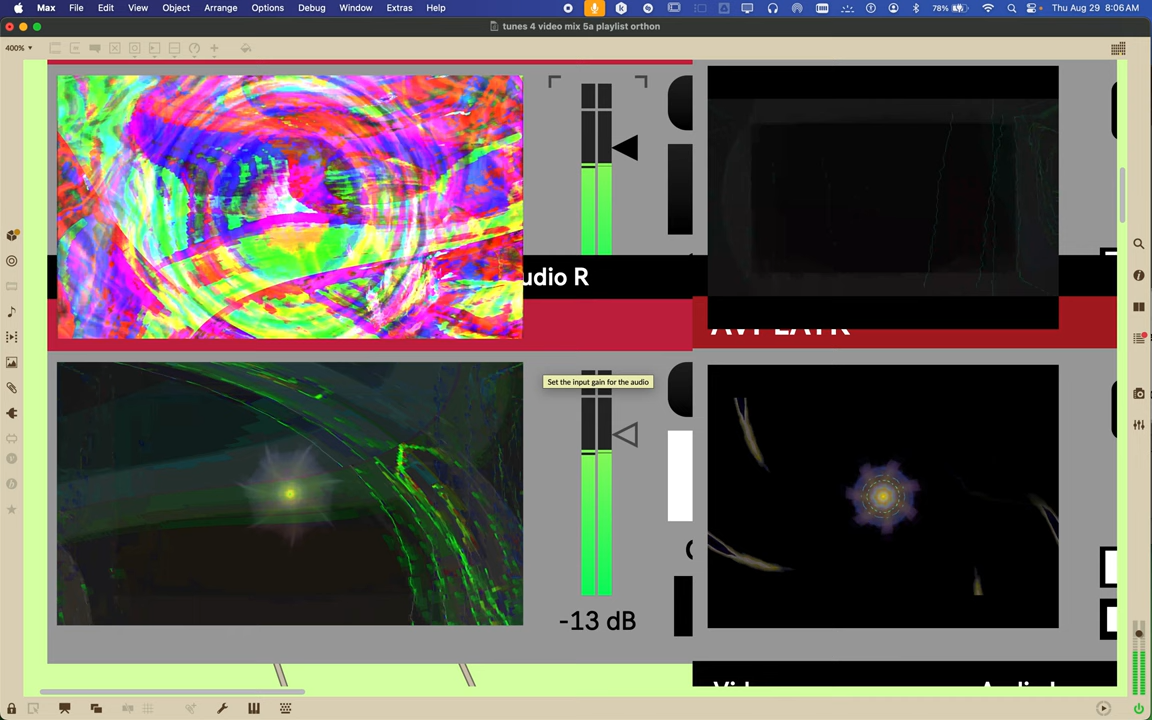 Max File Edit View Object Arrange Options Debug Window Extras Help 78% Thu Aug 29 8:06 AM
tunes 4 video mix 5a playlist orthon
400%
udio R
AVPLAYR
Set the input gain for the audio
-13 dB